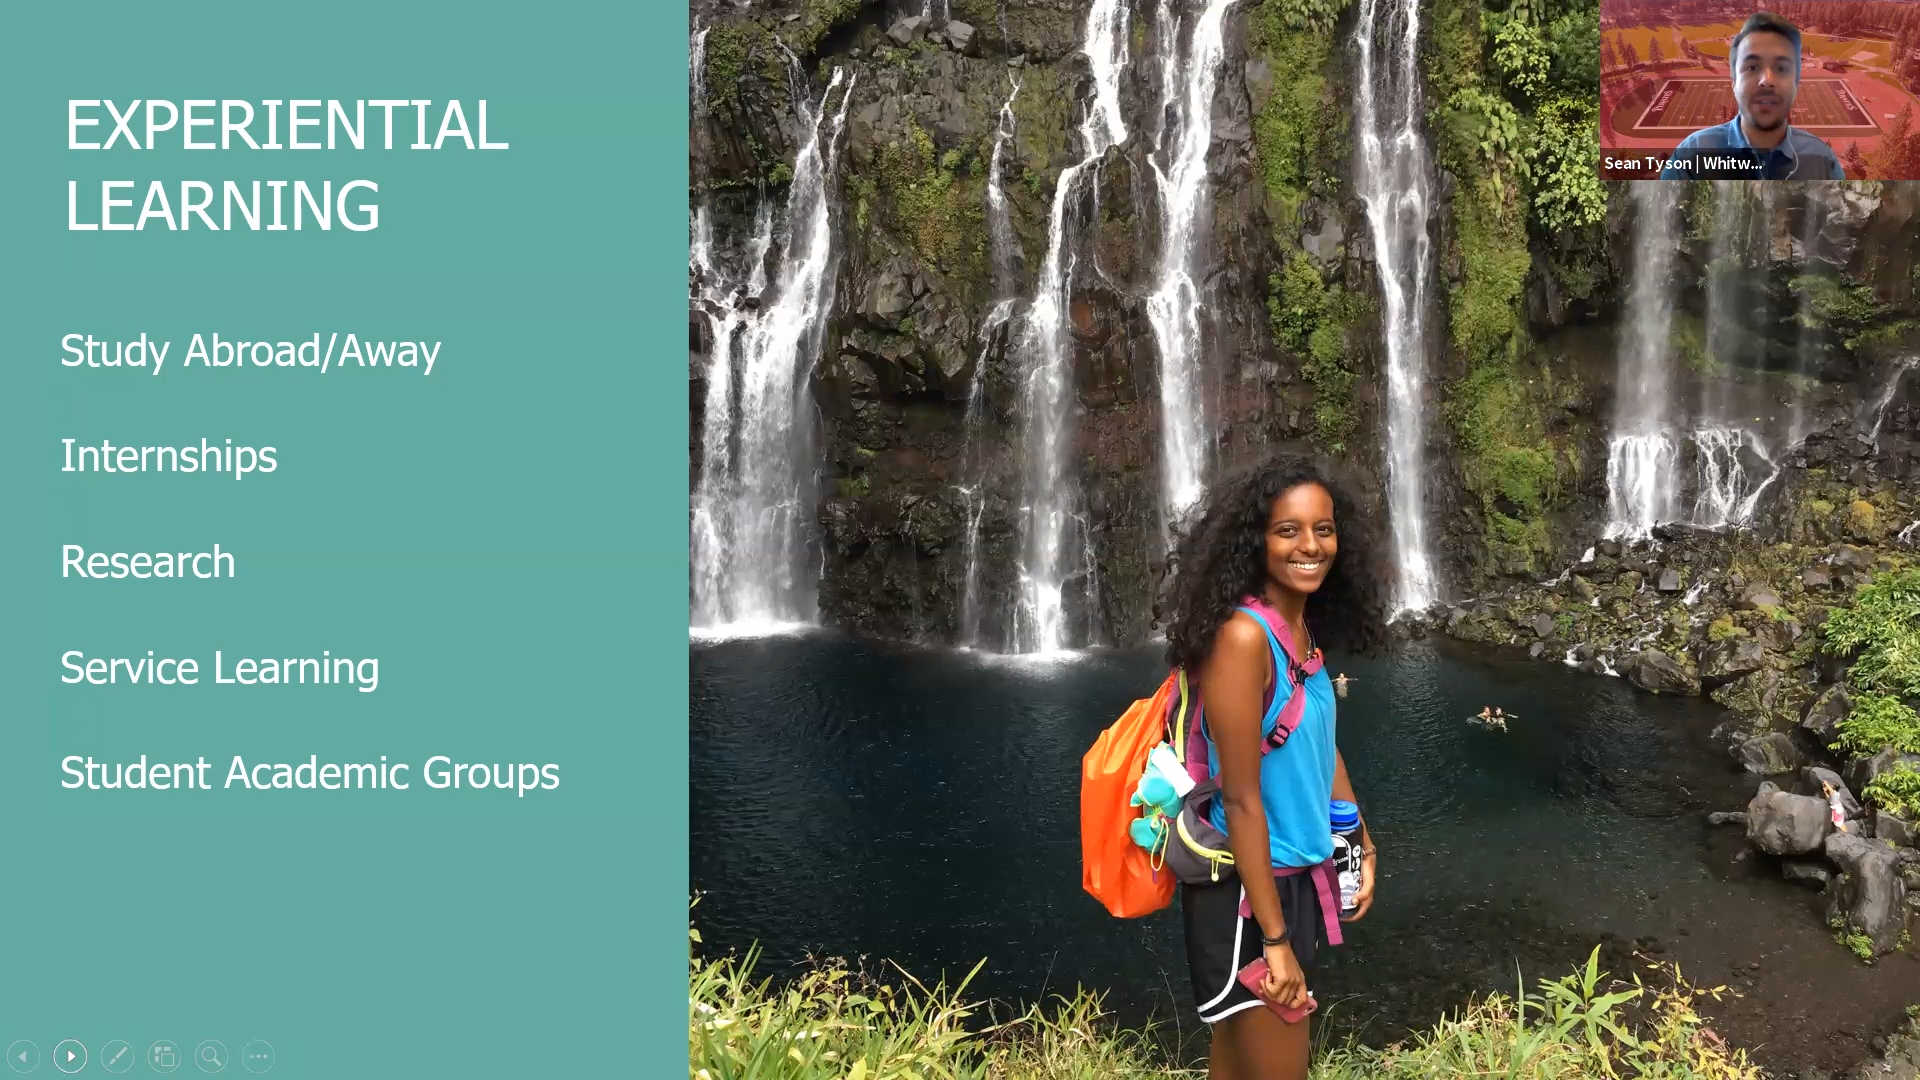 EXPERIENTIAL
LEARNING
Study Abroad/Away
Internships
Research
Service Learning
Student Academic Groups
Sean Tyson | Whitw...